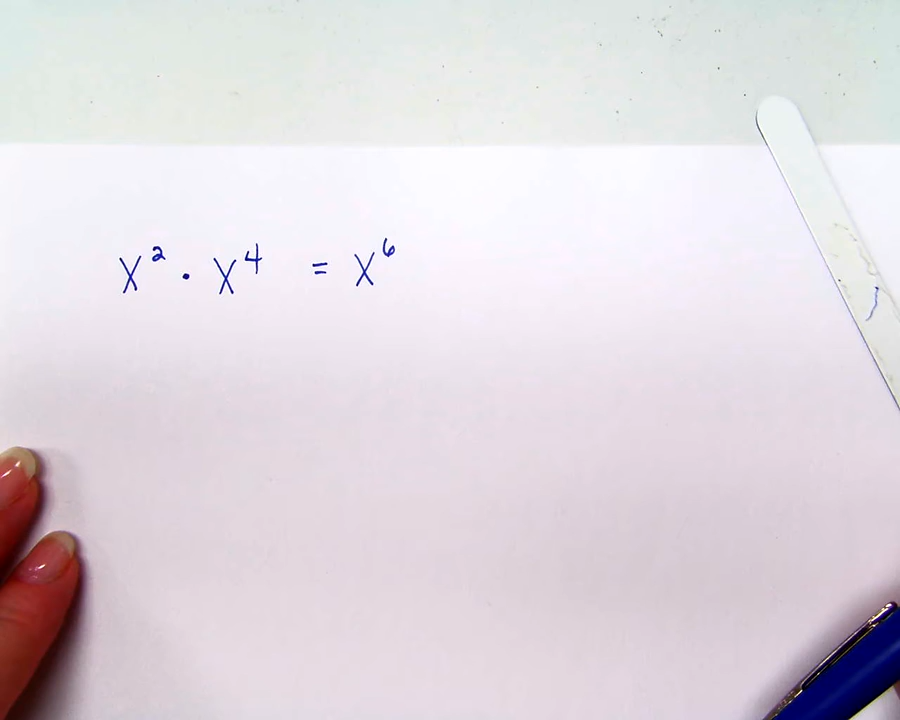 x² · x⁴ = x⁶